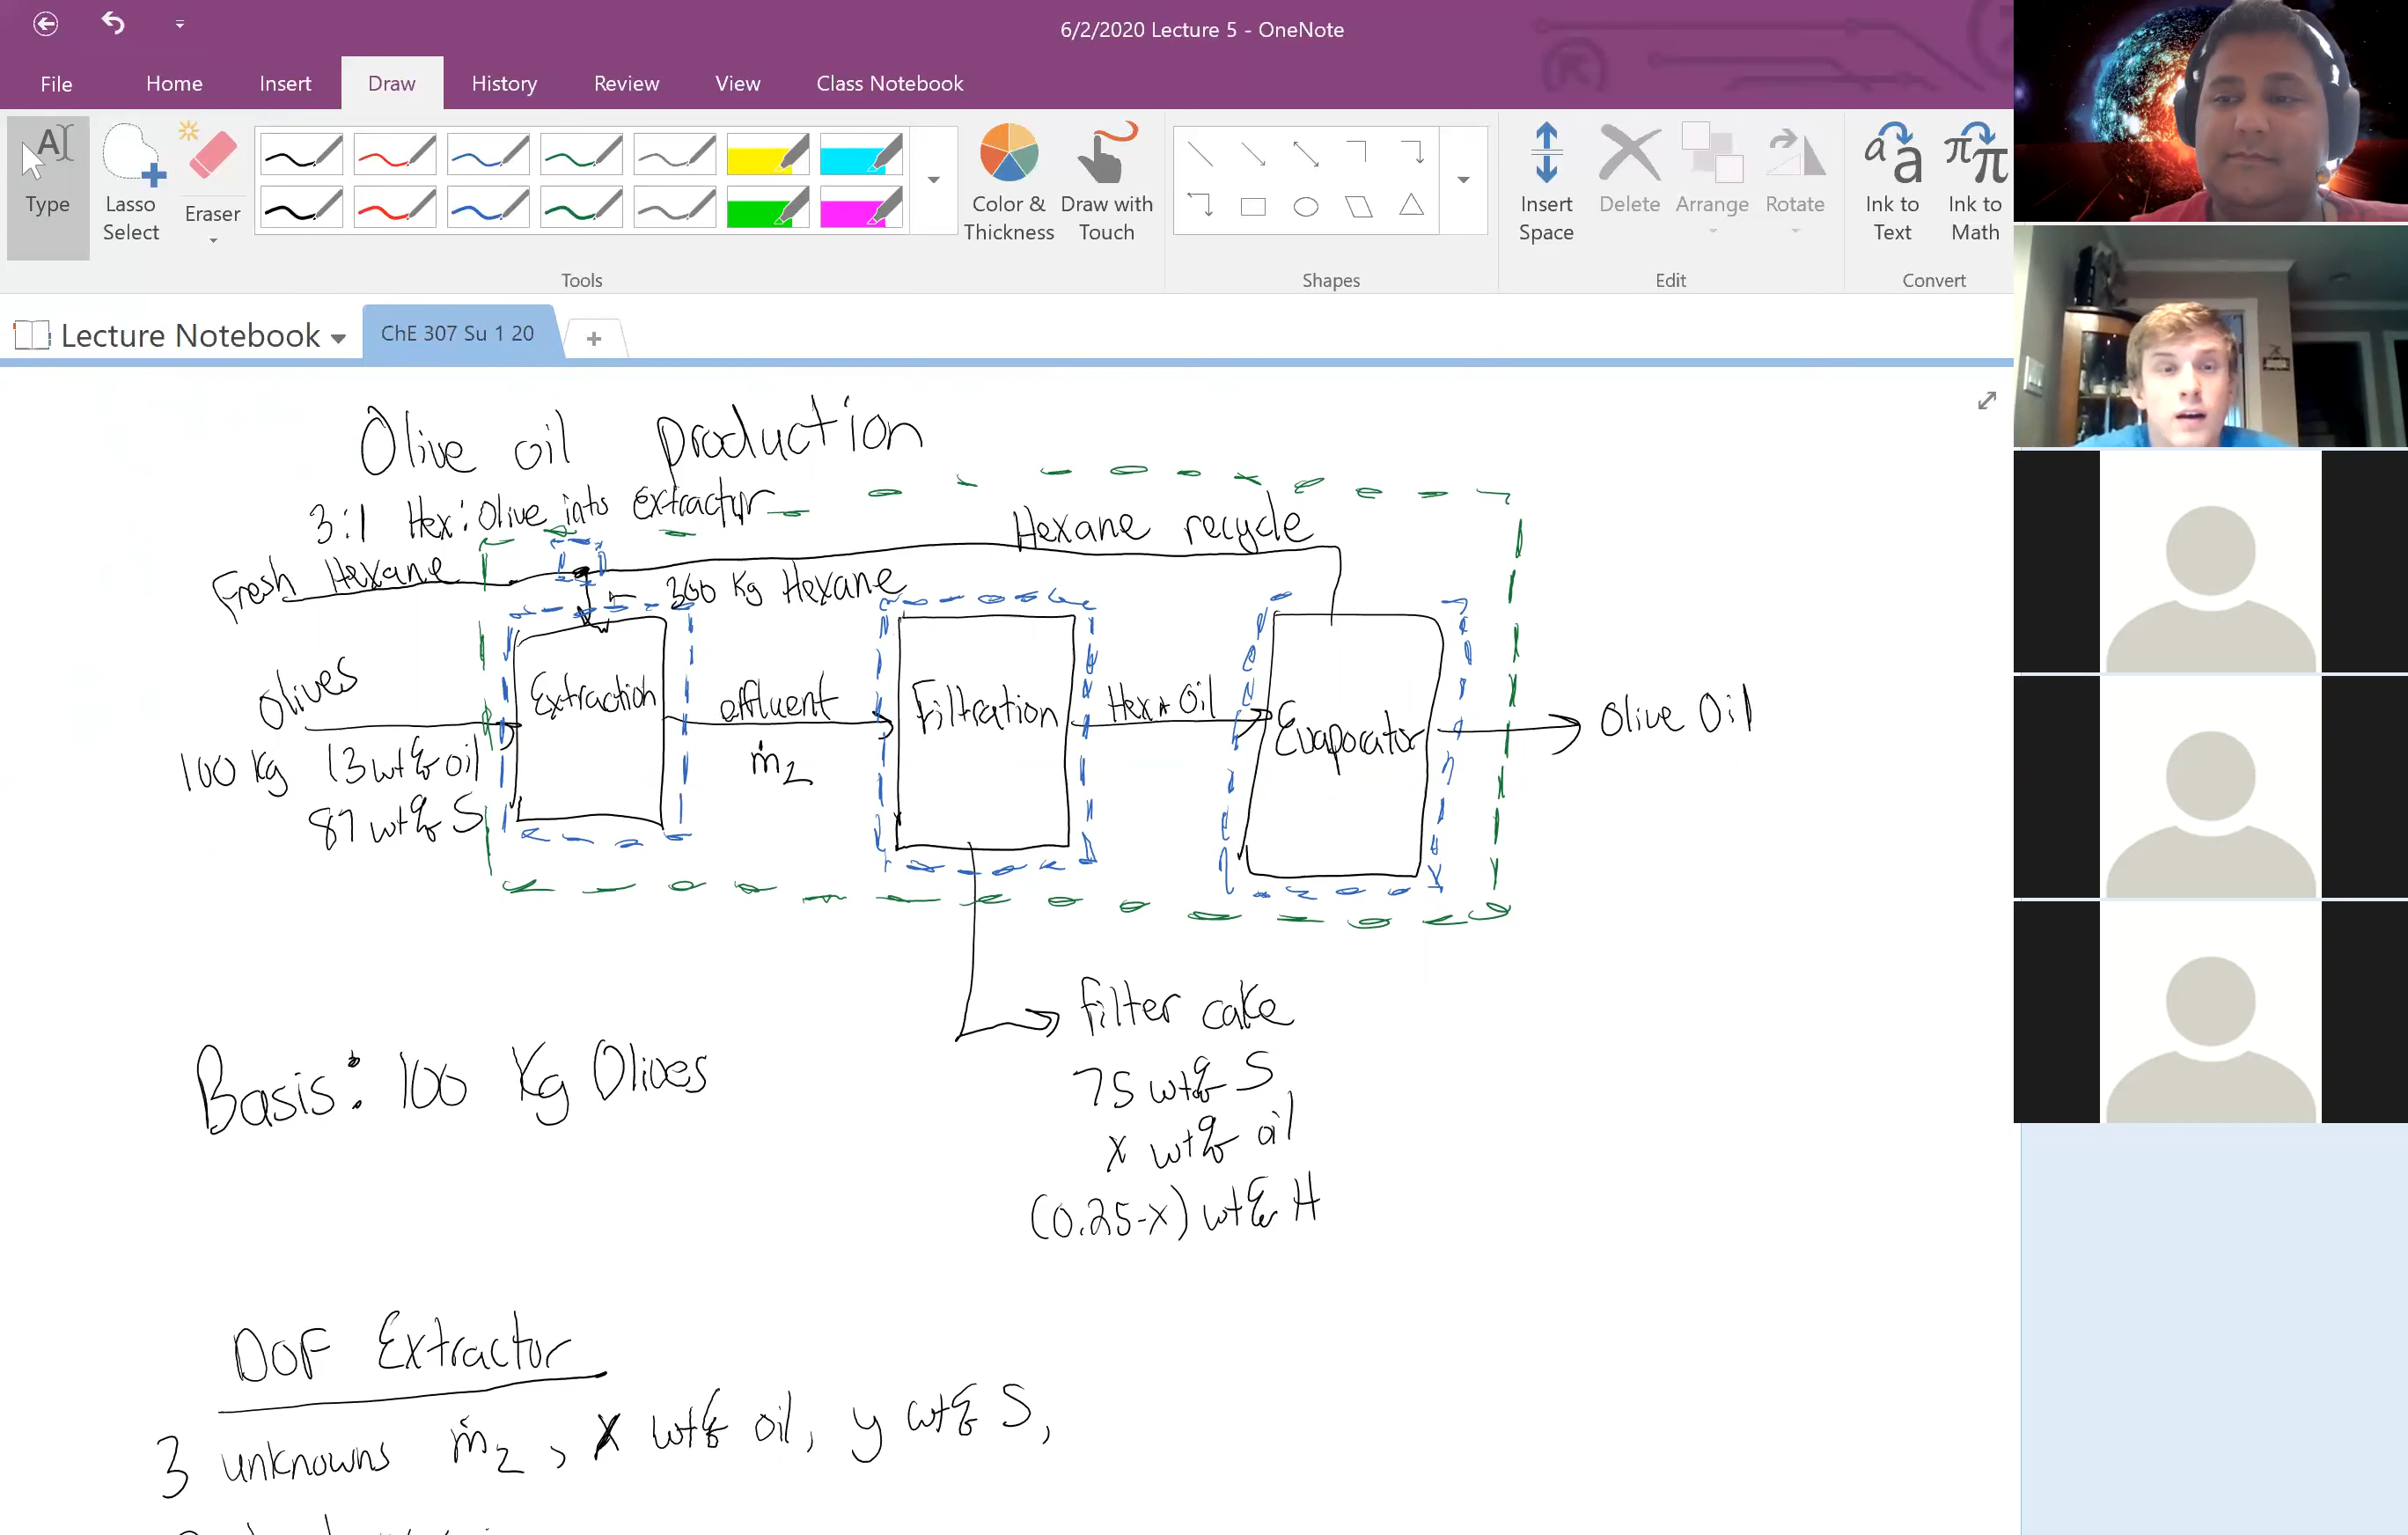 6/2/2020 Lecture 5 - OneNote
File Home Insert Draw History Review View Class Notebook
Type
Lasso Select
Eraser
Color & Thickness
Draw with Touch
Insert Space
Delete
Arrange
Rotate
Ink to Text
Ink to Math
Tools
Shapes
Edit
Convert
Lecture Notebook
ChE 307 Su 1 20
Olive oil production
3:1 Hex:Olive into Extractor
Hexane recycle
Fresh Hexane
300 Kg Hexane
Olives
100 Kg 13 wt% oil
87 wt% S
Extraction
effluent
ṁ2
Filtration
Hex + Oil
Evaporator
Olive Oil
filter cake
75 wt% S
x wt% oil
(0.25-x) wt% H
Basis: 100 Kg Olives
DOF Extractor
3 unknowns ṁ2, x wt% oil, y wt% S,